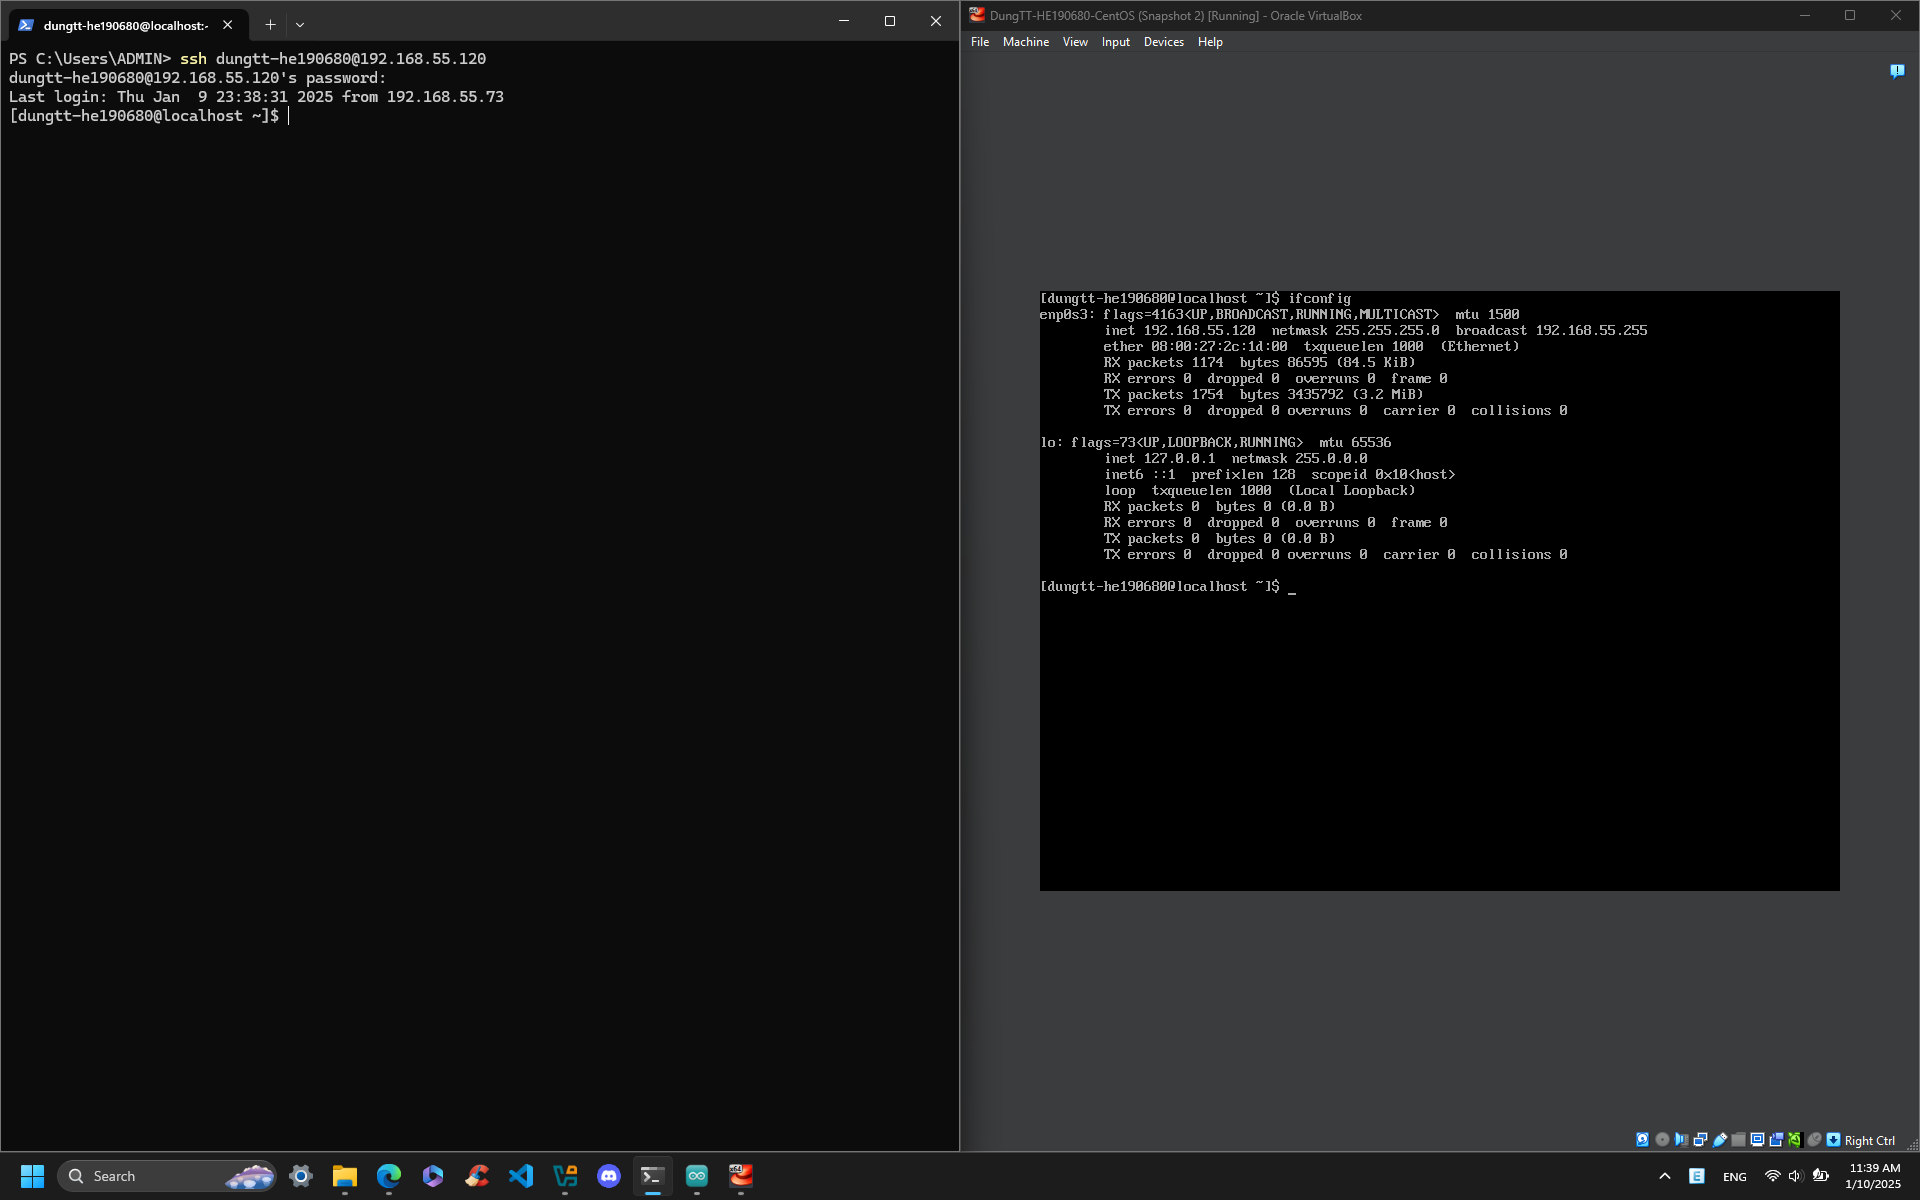 dungtt-he190680@localhost:~
PS C:\Users\ADMIN> ssh dungtt-he190680@192.168.55.120
dungtt-he190680@192.168.55.120's password:
Last login: Thu Jan  9 23:38:31 2025 from 192.168.55.73
[dungtt-he190680@localhost ~]$
DungTT-HE190680-CentOS (Snapshot 2) [Running] - Oracle VirtualBox
File Machine View Input Devices Help
[dungtt-he190680@localhost ~]$ ifconfig
enp0s3: flags=4163<UP,BROADCAST,RUNNING,MULTICAST>  mtu 1500
inet 192.168.55.120  netmask 255.255.255.0  broadcast 192.168.55.255
ether 08:00:27:2c:1d:00  txqueuelen 1000  (Ethernet)
RX packets 1174  bytes 86595 (84.5 KiB)
RX errors 0  dropped 0  overruns 0  frame 0
TX packets 1754  bytes 3435792 (3.2 MiB)
TX errors 0  dropped 0 overruns 0  carrier 0  collisions 0
lo: flags=73<UP,LOOPBACK,RUNNING>  mtu 65536
inet 127.0.0.1  netmask 255.0.0.0
inet6 ::1  prefixlen 128  scopeid 0x10<host>
loop  txqueuelen 1000  (Local Loopback)
RX packets 0  bytes 0 (0.0 B)
RX errors 0  dropped 0  overruns 0  frame 0
TX packets 0  bytes 0 (0.0 B)
TX errors 0  dropped 0 overruns 0  carrier 0  collisions 0
[dungtt-he190680@localhost ~]$ _
Right Ctrl
Search
ENG
11:39 AM
1/10/2025